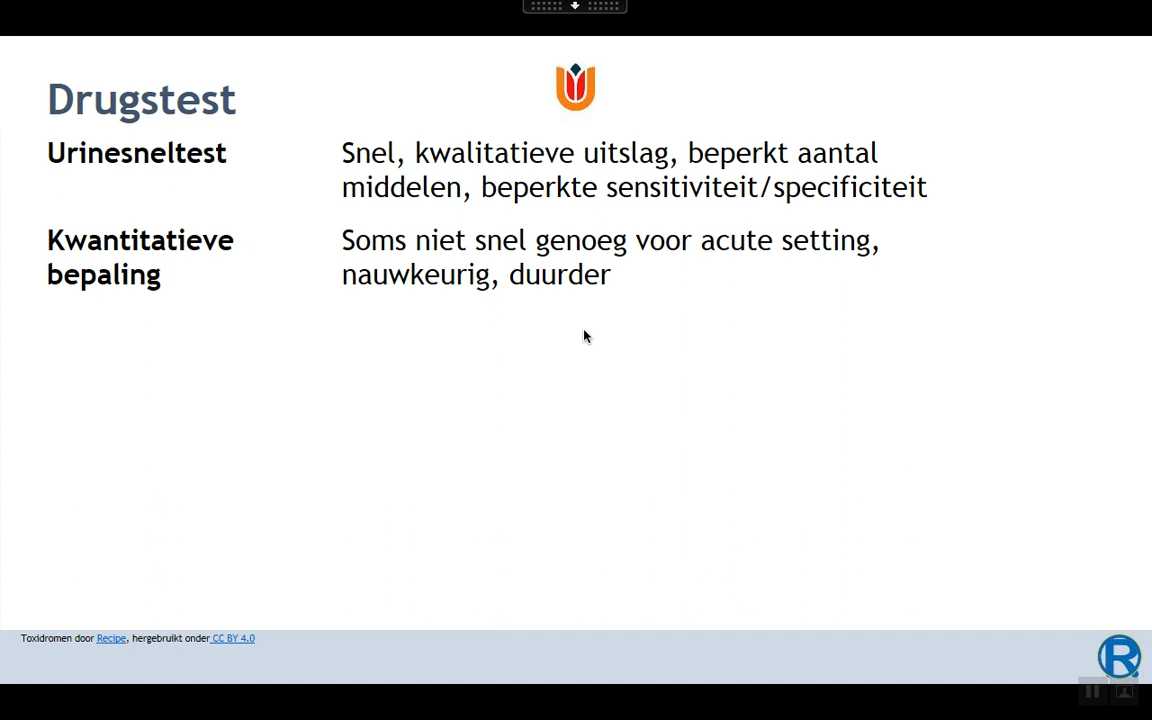 Drugstest
Urinesneltest
Snel, kwalitatieve uitslag, beperkt aantal
middelen, beperkte sensitiviteit/specificiteit
Kwantitatieve
bepaling
Soms niet snel genoeg voor acute setting,
nauwkeurig, duurder
Toxidromen door Recipe, hergebruikt onder CC BY 4.0
R